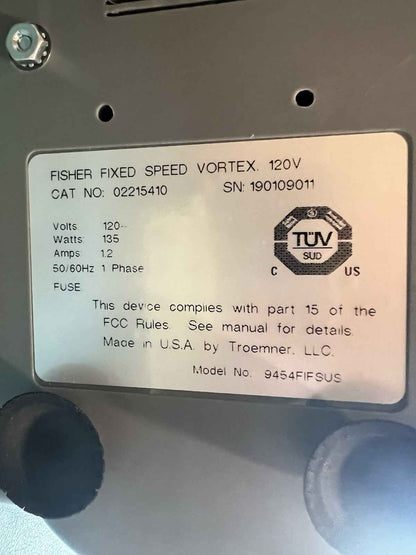 FISHER FIXED SPEED VORTEX. 120V
CAT NO: 02215410 SN: 190109011
Volts 120~
Watts: 135
Amps: 1.2
50/60Hz 1 Phase
FUSE
TÜV
SUD
C US
This device complies with part 15 of the
FCC Rules. See manual for details.
Made in U.S.A. by Troemner, LLC.
Model No. 9454FIFSUS